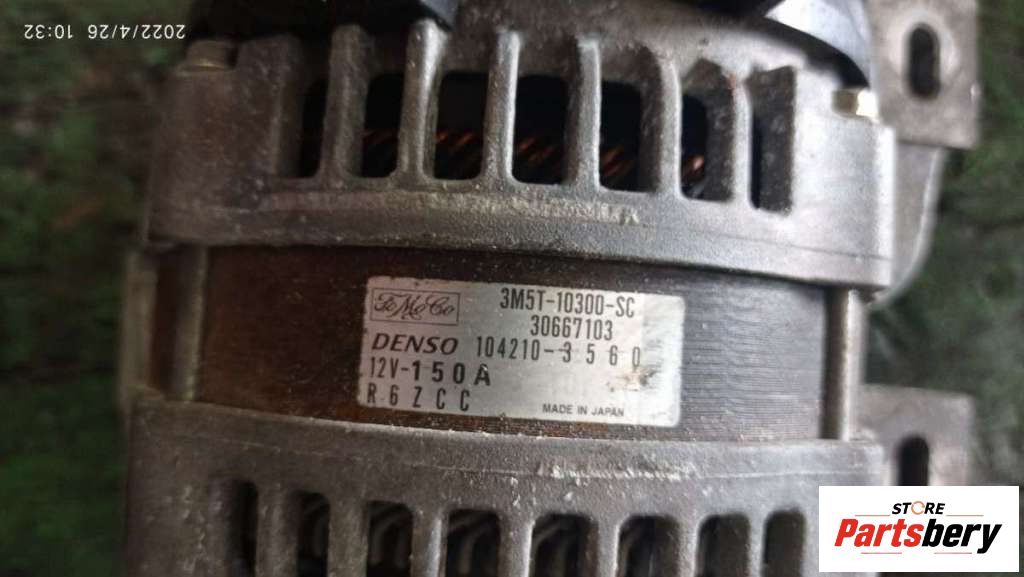 2022/4/26 10:32
FoMoCo
3M5T-10300-SC
30667103
DENSO 104210-3560
12V-150A
R6ZCC
MADE IN JAPAN
STORE
Partsbery